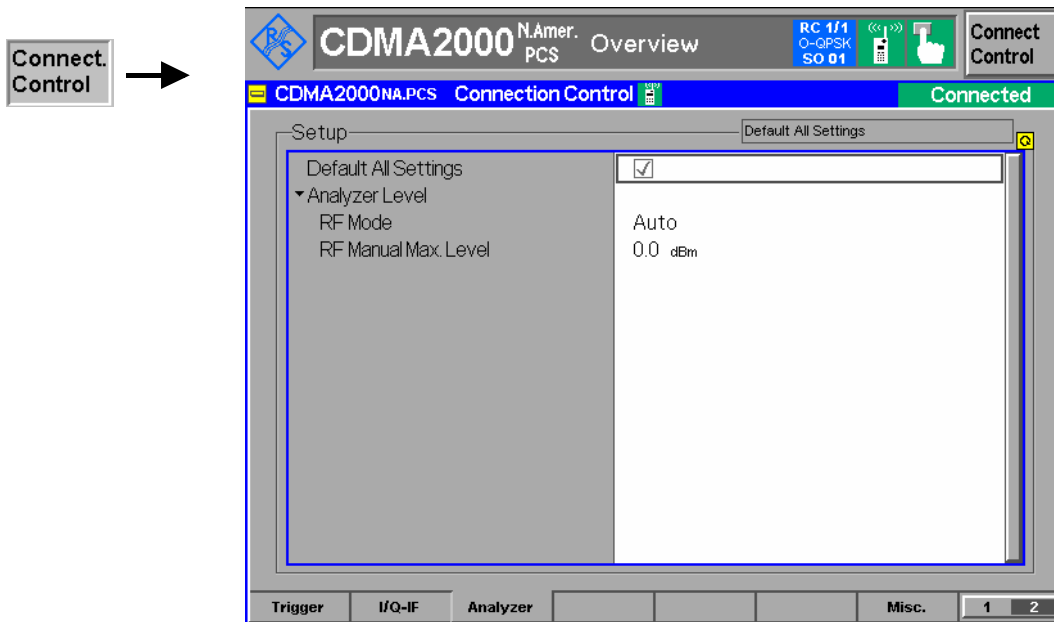 Connect.
Control
R&S
CDMA2000 N.Amer. PCS Overview
RC 1/1
O-QPSK
SO 01
Connect
Control
CDMA2000NA.PCS Connection Control
Connected
Setup
Default All Settings
Default All Settings
Analyzer Level
RF Mode Auto
RF Manual Max. Level 0.0 dBm
Trigger I/Q-IF Analyzer Misc. 1 2